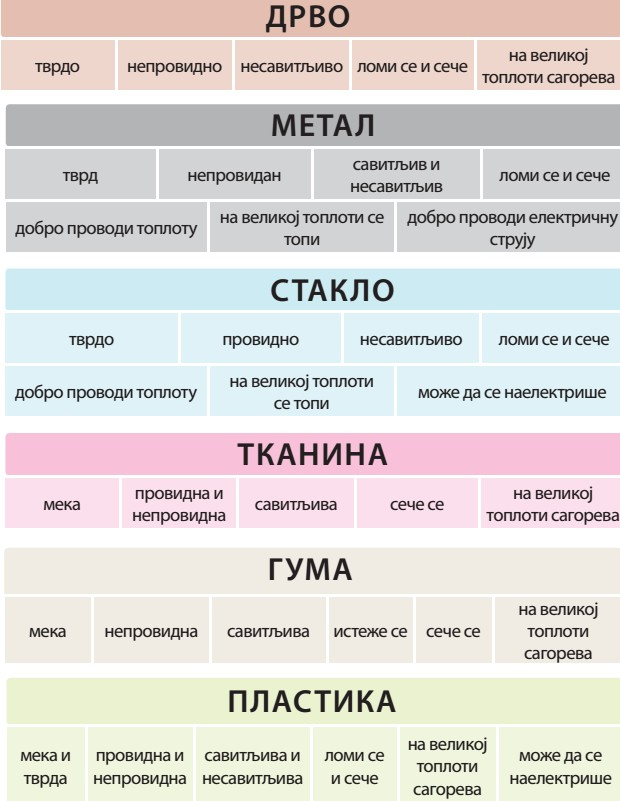 ДРВО
тврдо
непровидно
несавитљиво
ломи се и сече
на великој
топлоти сагорева
МЕТАЛ
тврд
непровидан
савитљив и
несавитљив
ломи се и сече
добро проводи топлоту
на великој топлоти се
топи
добро проводи електричну
струју
СТАКЛО
тврдо
провидно
несавитљиво
ломи се и сече
добро проводи топлоту
на великој топлоти
се топи
може да се наелектрише
ТКАНИНА
мека
провидна и
непровидна
савитљива
сече се
на великој
топлоти сагорева
ГУМА
мека
непровидна
савитљива
истеже се
сече се
на великој
топлоти
сагорева
ПЛАСТИКА
мека и
тврда
провидна и
непровидна
савитљива и
несавитљива
ломи се
и сече
на великој
топлоти
сагорева
може да се
наелектрише